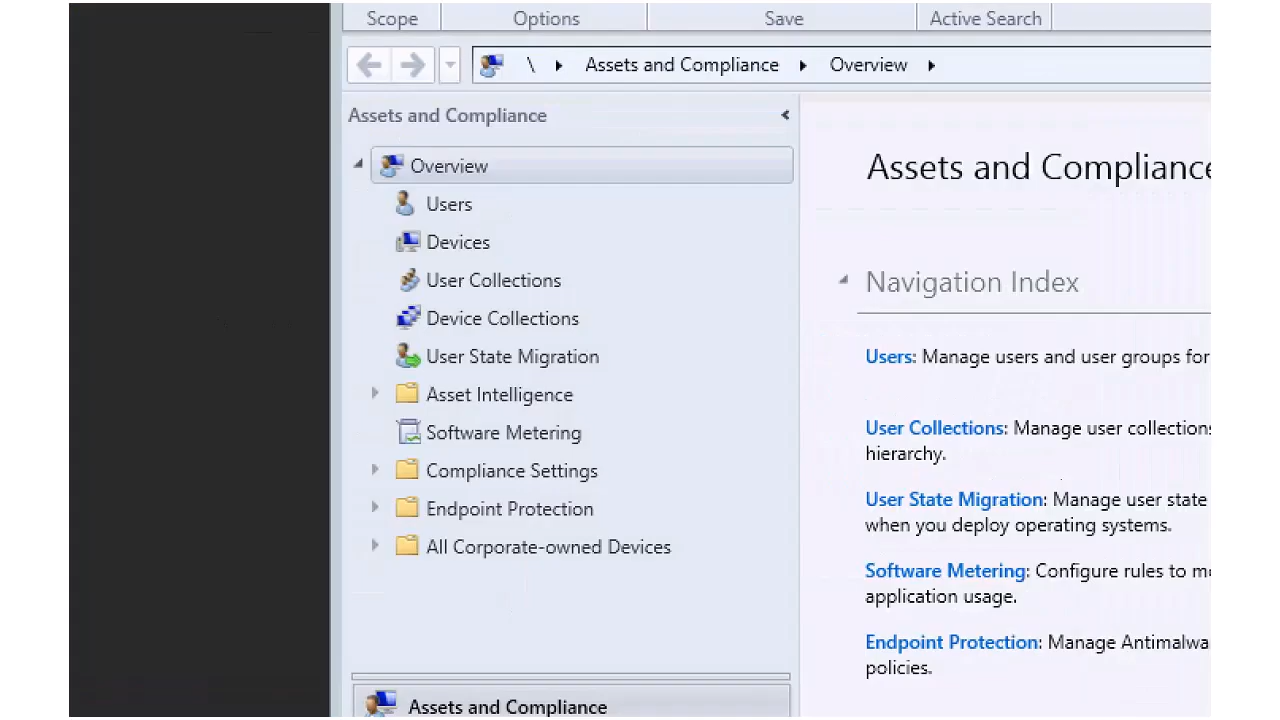 Scope Options Save Active Search
\ Assets and Compliance Overview
Assets and Compliance
Overview
Users
Devices
User Collections
Device Collections
User State Migration
Asset Intelligence
Software Metering
Compliance Settings
Endpoint Protection
All Corporate-owned Devices
Assets and Compliance
Assets and Compliance
Navigation Index
Users: Manage users and user groups for
User Collections: Manage user collections
hierarchy.
User State Migration: Manage user state
when you deploy operating systems.
Software Metering: Configure rules to
application usage.
Endpoint Protection: Manage
policies.